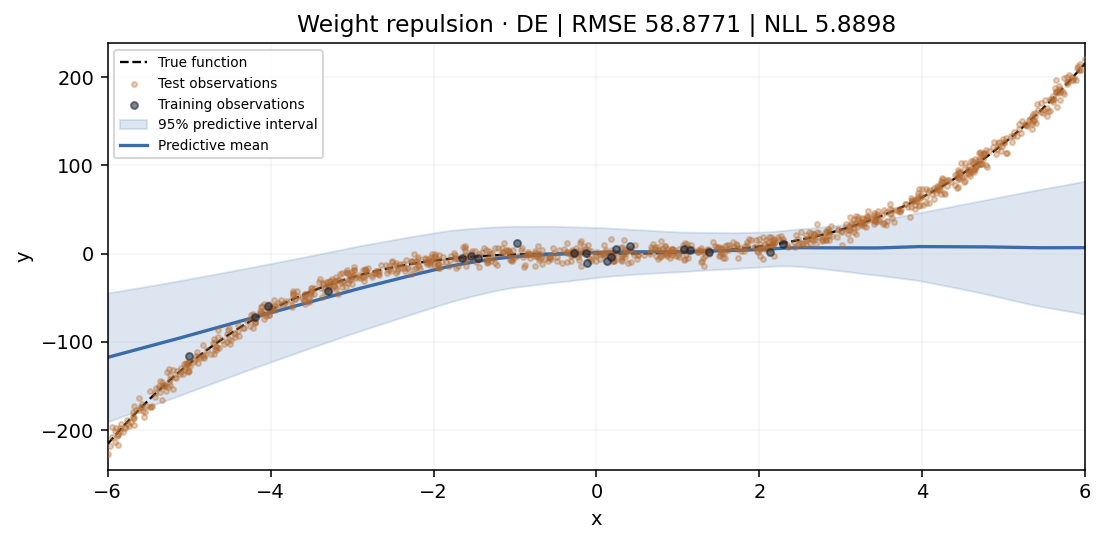 Weight repulsion · DE | RMSE 58.8771 | NLL 5.8898
True function
Test observations
Training observations
95% predictive interval
Predictive mean
y
200
100
0
−100
−200
−6
−4
−2
0
2
4
6
x